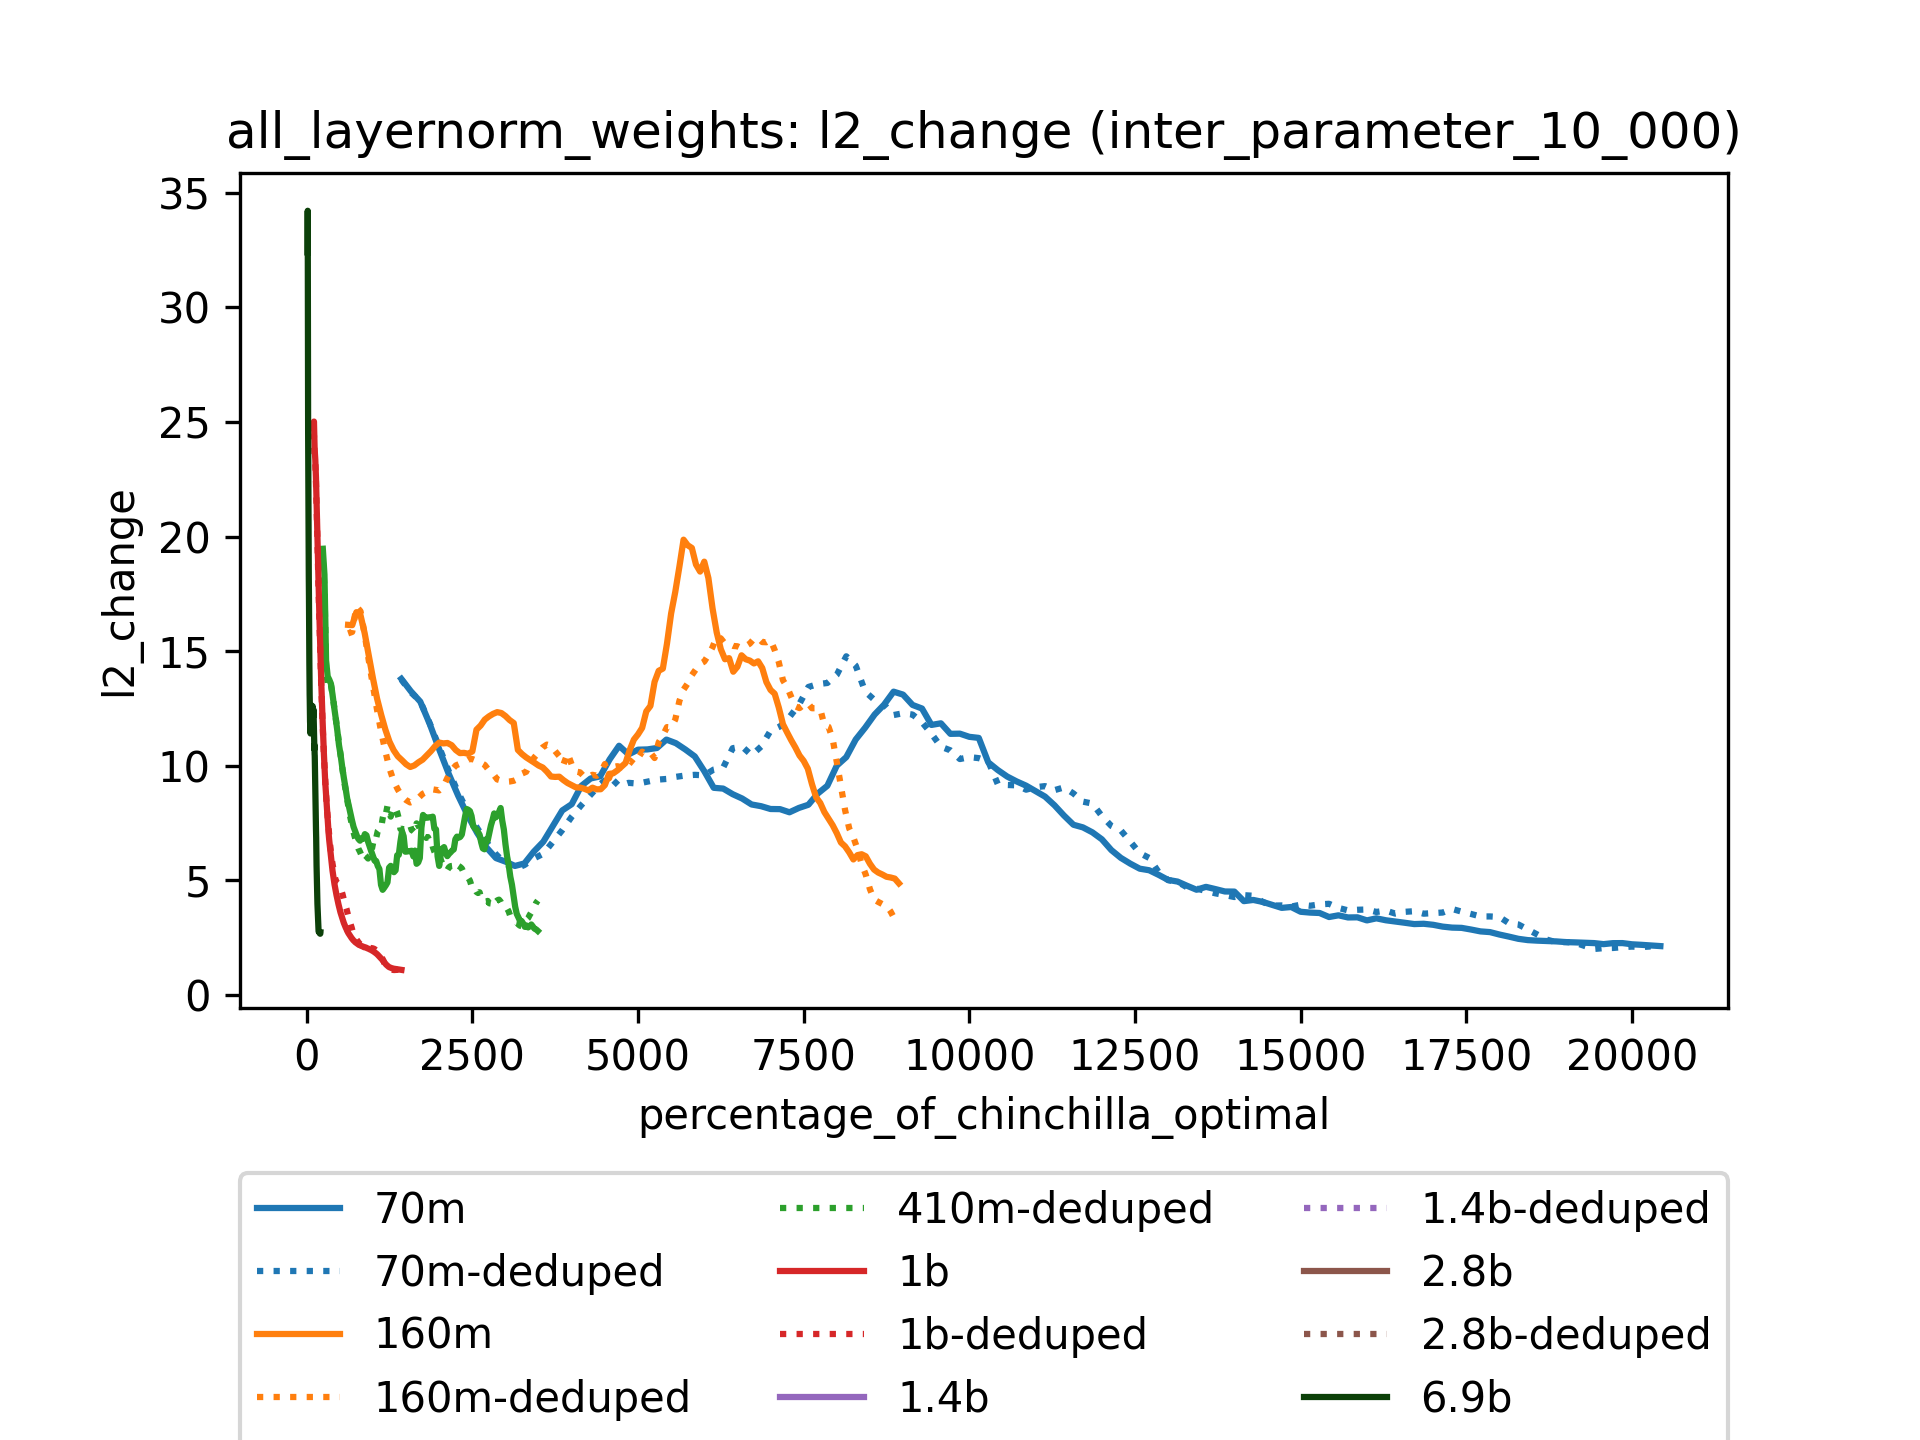 all_layernorm_weights: l2_change (inter_parameter_10_000)
35
30
25
20
15
10
5
0
l2_change
0 2500 5000 7500 10000 12500 15000 17500 20000
percentage_of_chinchilla_optimal
70m
70m-deduped
160m
160m-deduped
410m-deduped
1b
1b-deduped
1.4b
1.4b-deduped
2.8b
2.8b-deduped
6.9b